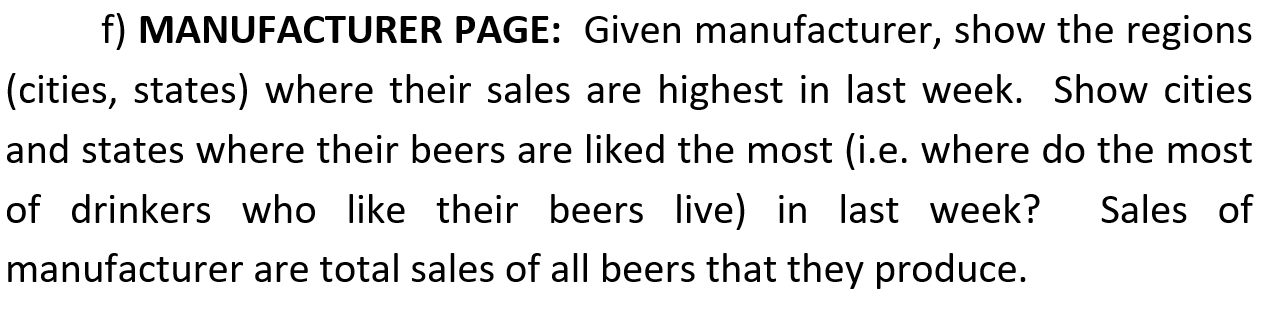 f) MANUFACTURER PAGE: Given manufacturer, show the regions
(cities, states) where their sales are highest in last week. Show cities
and states where their beers are liked the most (i.e. where do the most
of drinkers who like their beers live) in last week? Sales of
manufacturer are total sales of all beers that they produce.